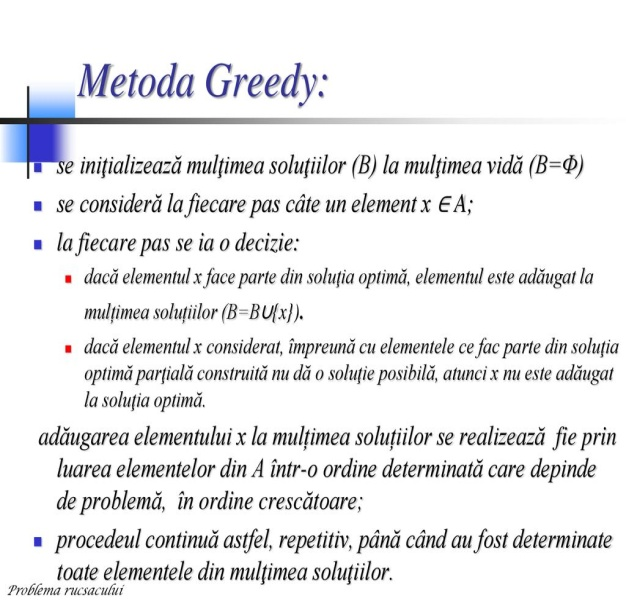 Metoda Greedy:
se iniţializează mulţimea soluţiilor (B) la mulţimea vidă (B=Φ)
se consideră la fiecare pas câte un element x ∈ A;
la fiecare pas se ia o decizie:
dacă elementul x face parte din soluţia optimă, elementul este adăugat la
mulțimea soluțiilor (B=B∪{x}).
dacă elementul x considerat, împreună cu elementele ce fac parte din soluţia
optimă parţială construită nu dă o soluţie posibilă, atunci x nu este adăugat
la soluţia optimă.
adăugarea elementului x la mulțimea soluțiilor se realizează fie prin
luarea elementelor din A într-o ordine determinată care depinde
de problemă, în ordine crescătoare;
procedeul continuă astfel, repetitiv, până când au fost determinate
toate elementele din mulţimea soluţiilor.
Problema rucsacului